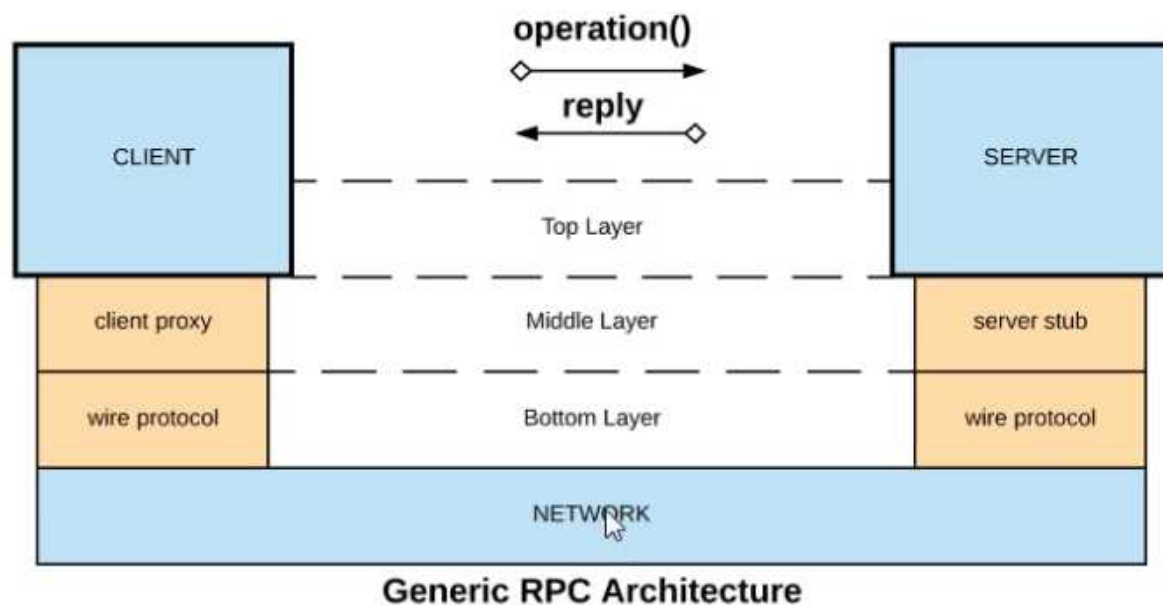 operation()
reply
CLIENT
SERVER
Top Layer
client proxy
Middle Layer
server stub
wire protocol
Bottom Layer
wire protocol
NETWORK
Generic RPC Architecture